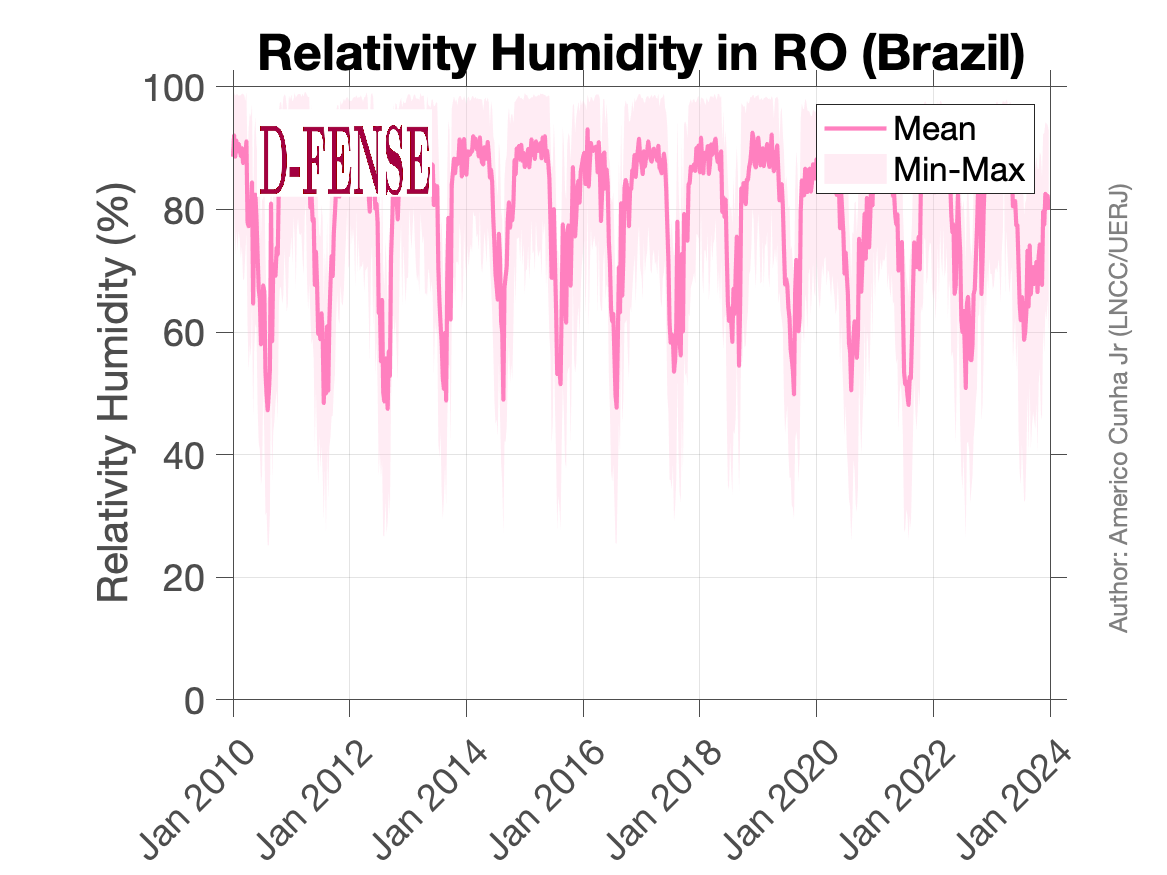 Relativity Humidity in RO (Brazil)
D-FENSE
Mean
Min-Max
Relativity Humidity (%)
100
80
60
40
20
0
Jan 2010
Jan 2012
Jan 2014
Jan 2016
Jan 2018
Jan 2020
Jan 2022
Jan 2024
Author: Americo Cunha Jr (LNCC/UERJ)